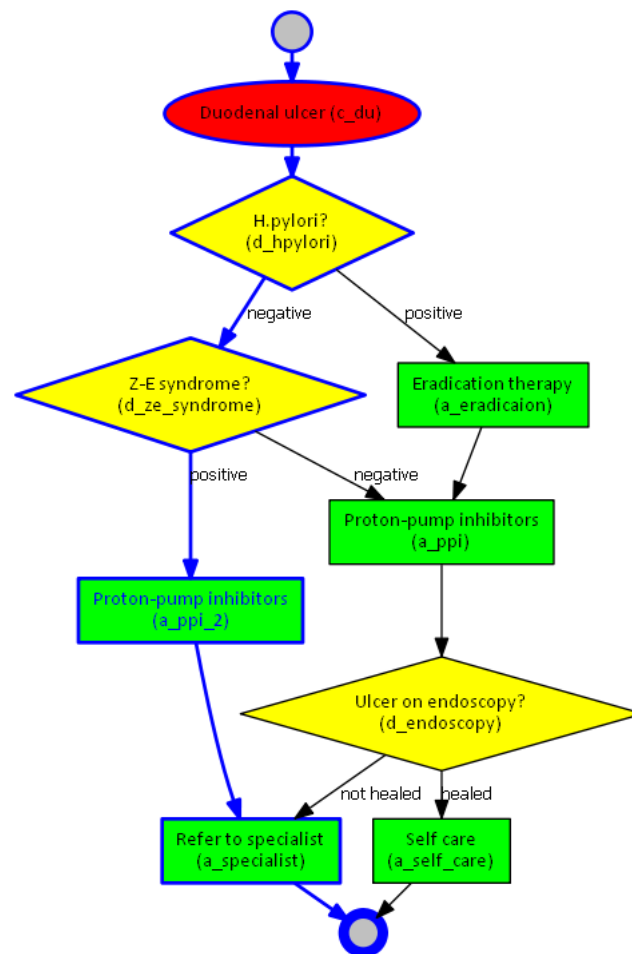 Duodenal ulcer (c_du)
H.pylori?
(d_hpylori)
negative
positive
Z-E syndrome?
(d_ze_syndrome)
Eradication therapy
(a_eradicaion)
positive
negative
Proton-pump inhibitors
(a_ppi)
Proton-pump inhibitors
(a_ppi_2)
Ulcer on endoscopy?
(d_endoscopy)
not healed
healed
Refer to specialist
(a_specialist)
Self care
(a_self_care)